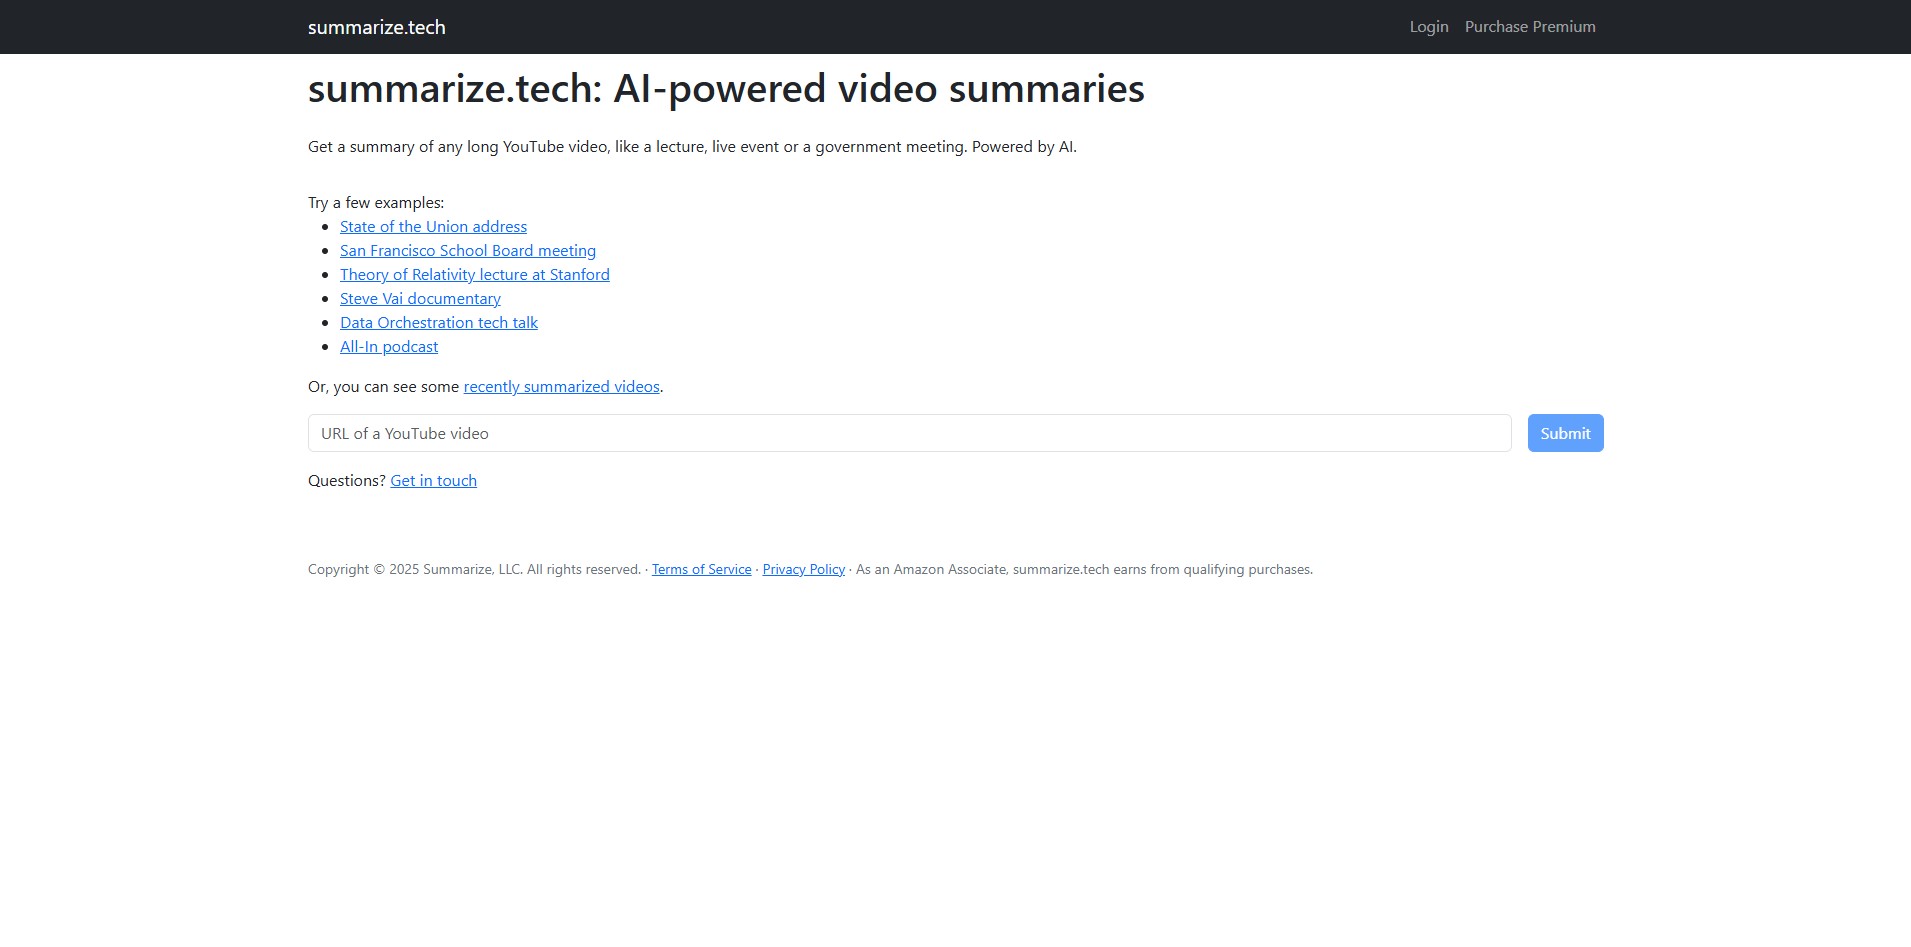 summarize.tech
Login
Purchase Premium
summarize.tech: AI-powered video summaries
Get a summary of any long YouTube video, like a lecture, live event or a government meeting. Powered by AI.
Try a few examples:
State of the Union address
San Francisco School Board meeting
Theory of Relativity lecture at Stanford
Steve Vai documentary
Data Orchestration tech talk
All-In podcast
Or, you can see some recently summarized videos.
URL of a YouTube video
Submit
Questions? Get in touch
Copyright © 2025 Summarize, LLC. All rights reserved. · Terms of Service · Privacy Policy · As an Amazon Associate, summarize.tech earns from qualifying purchases.